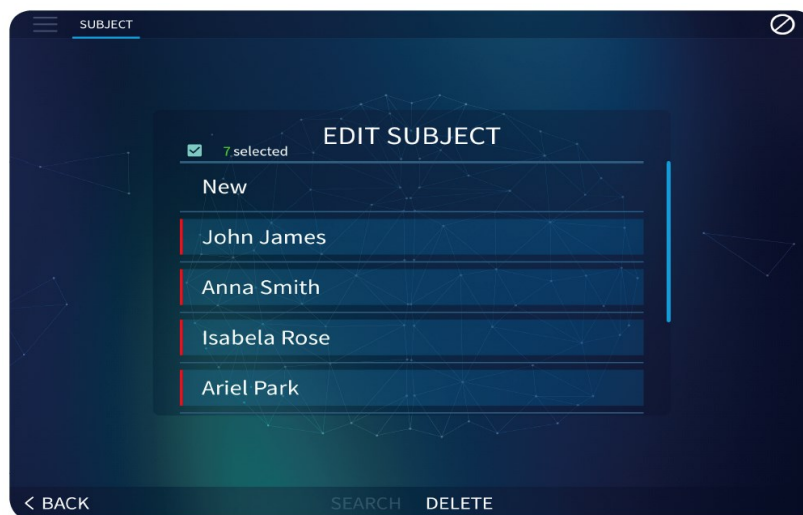 SUBJECT
EDIT SUBJECT
7 selected
New
John James
Anna Smith
Isabela Rose
Ariel Park
< BACK
SEARCH
DELETE